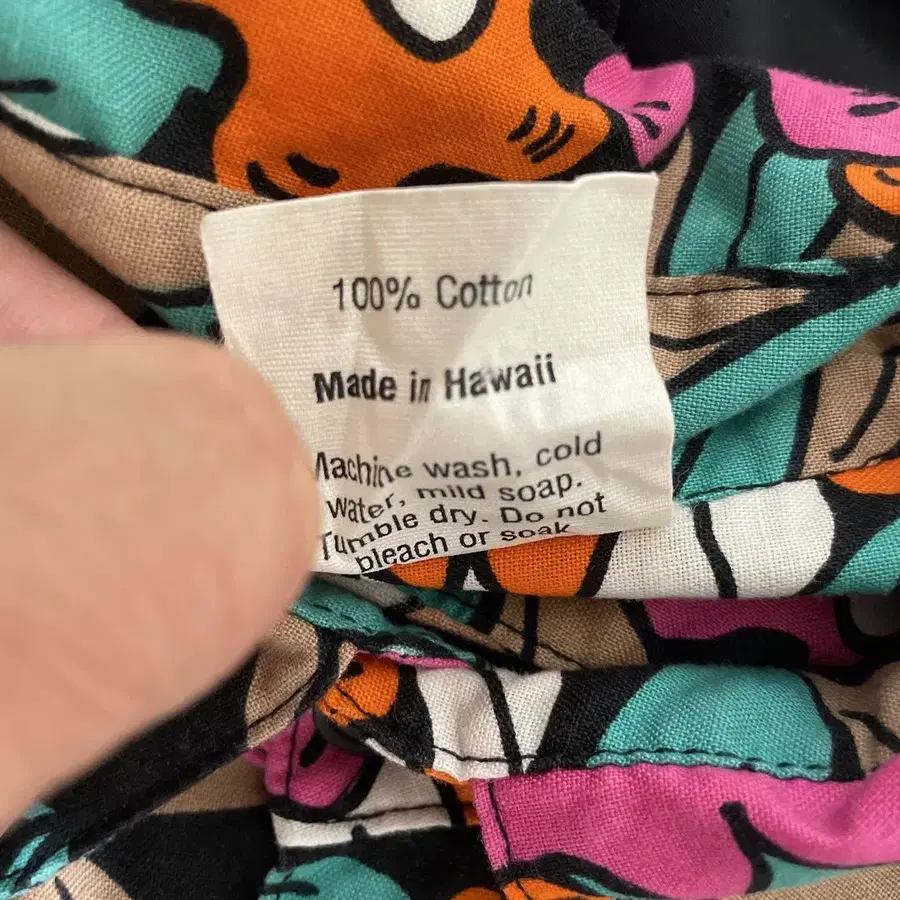 100% Cotton
Made in Hawaii
Machine wash, cold
water, mild soap.
Tumble dry. Do not
bleach or soak